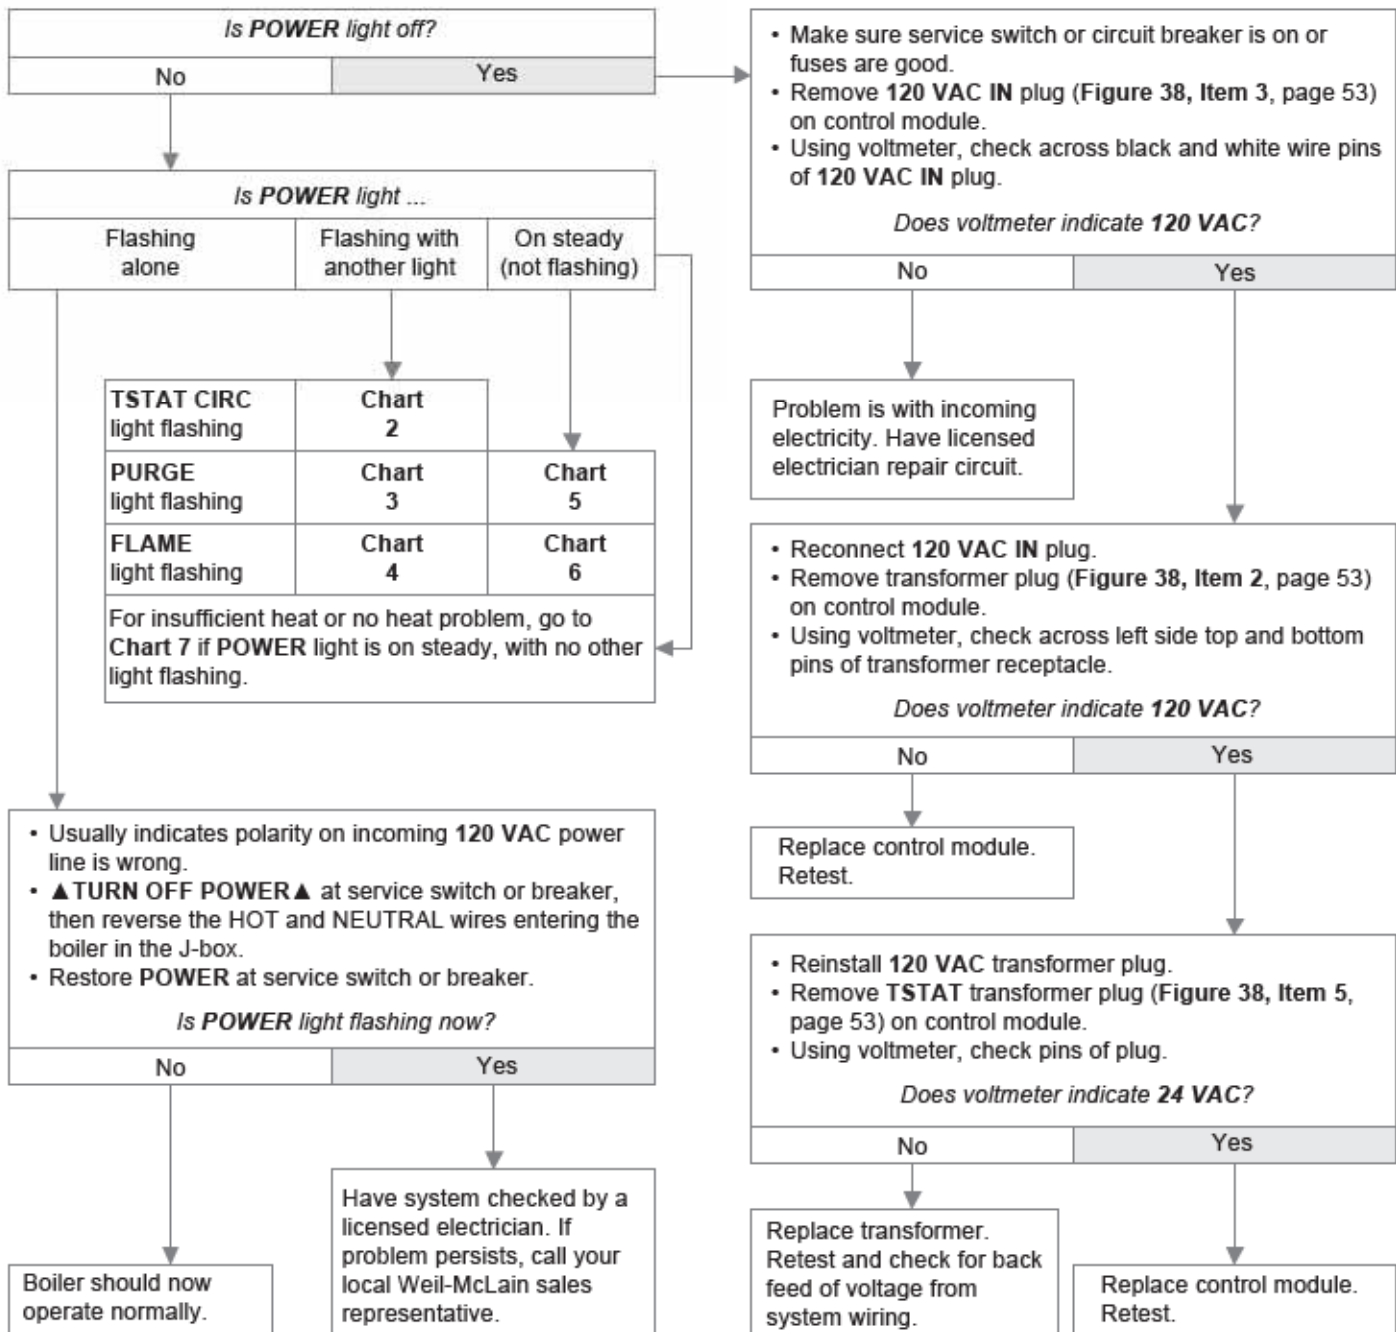 Is POWER light off?
No
Yes
Is POWER light ...
Flashing
alone
Flashing with
another light
On steady
(not flashing)
TSTAT CIRC
light flashing
Chart
2
PURGE
light flashing
Chart
3
Chart
5
FLAME
light flashing
Chart
4
Chart
6
For insufficient heat or no heat problem, go to
Chart 7 if POWER light is on steady, with no other
light flashing.
• Usually indicates polarity on incoming 120 VAC power
line is wrong.
• ▲TURN OFF POWER▲ at service switch or breaker,
then reverse the HOT and NEUTRAL wires entering the
boiler in the J-box.
• Restore POWER at service switch or breaker.
Is POWER light flashing now?
No
Yes
Boiler should now
operate normally.
Have system checked by a
licensed electrician. If
problem persists, call your
local Weil-McLain sales
representative.
• Make sure service switch or circuit breaker is on or
fuses are good.
• Remove 120 VAC IN plug (Figure 38, Item 3, page 53)
on control module.
• Using voltmeter, check across black and white wire pins
of 120 VAC IN plug.
Does voltmeter indicate 120 VAC?
No
Yes
Problem is with incoming
electricity. Have licensed
electrician repair circuit.
• Reconnect 120 VAC IN plug.
• Remove transformer plug (Figure 38, Item 2, page 53)
on control module.
• Using voltmeter, check across left side top and bottom
pins of transformer receptacle.
Does voltmeter indicate 120 VAC?
No
Yes
Replace control module.
Retest.
• Reinstall 120 VAC transformer plug.
• Remove TSTAT transformer plug (Figure 38, Item 5,
page 53) on control module.
• Using voltmeter, check pins of plug.
Does voltmeter indicate 24 VAC?
No
Yes
Replace transformer.
Retest and check for back
feed of voltage from
system wiring.
Replace control module.
Retest.